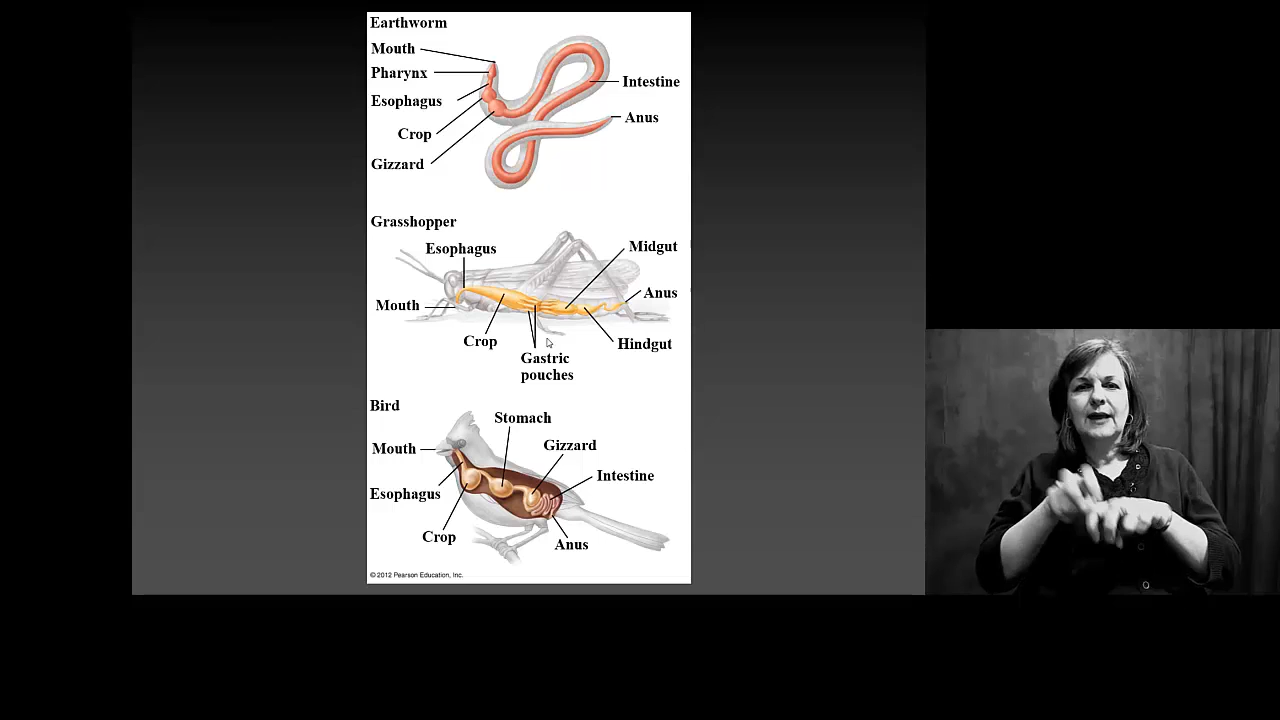 Earthworm
Mouth
Pharynx
Esophagus
Crop
Gizzard
Intestine
Anus
Grasshopper
Esophagus
Midgut
Mouth
Anus
Crop
Gastric
pouches
Hindgut
Bird
Stomach
Mouth
Gizzard
Intestine
Esophagus
Crop
Anus
© 2012 Pearson Education, Inc.